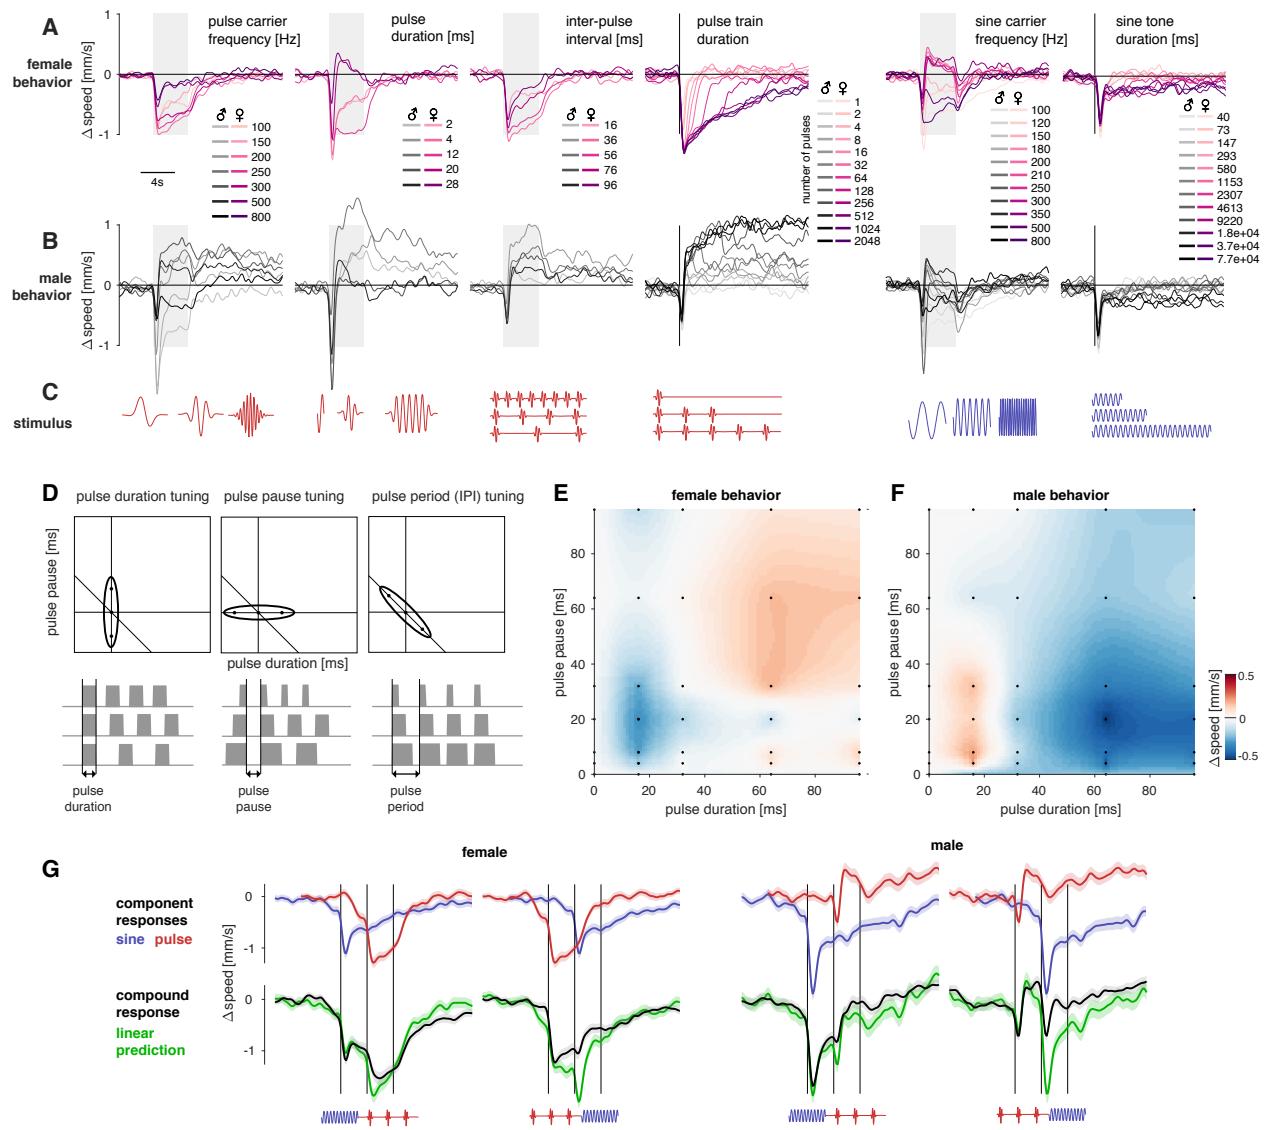 A
female
behavior
Δ speed [mm/s]
1
0
-1
pulse carrier
frequency [Hz]
♂ ♀
100
150
200
250
300
500
800
4s
pulse
duration [ms]
♂ ♀
2
4
12
20
28
inter-pulse
interval [ms]
♂ ♀
16
36
56
76
96
pulse train
duration
number of pulses
♂ ♀
1
2
4
8
16
32
64
128
256
512
1024
2048
sine carrier
frequency [Hz]
♂ ♀
100
120
150
180
200
210
250
300
350
500
800
sine tone
duration [ms]
♂ ♀
40
73
147
293
580
1153
2307
4613
9220
1.8e+04
3.7e+04
7.7e+04
B
male
behavior
Δ speed [mm/s]
1
0
-1
C
stimulus
D
pulse duration tuning
pulse pause tuning
pulse period (IPI) tuning
pulse pause [ms]
pulse duration [ms]
pulse
duration
pulse
pause
pulse
period
E
female behavior
pulse pause [ms]
80
60
40
20
0
0 20 40 60 80
pulse duration [ms]
F
male behavior
pulse pause [ms]
80
60
40
20
0
0 20 40 60 80
pulse duration [ms]
Δ speed [mm/s]
0.5
0
-0.5
G
female
male
component
responses
sine pulse
compound
response
linear
prediction
Δ speed [mm/s]
0
-1
0
-1